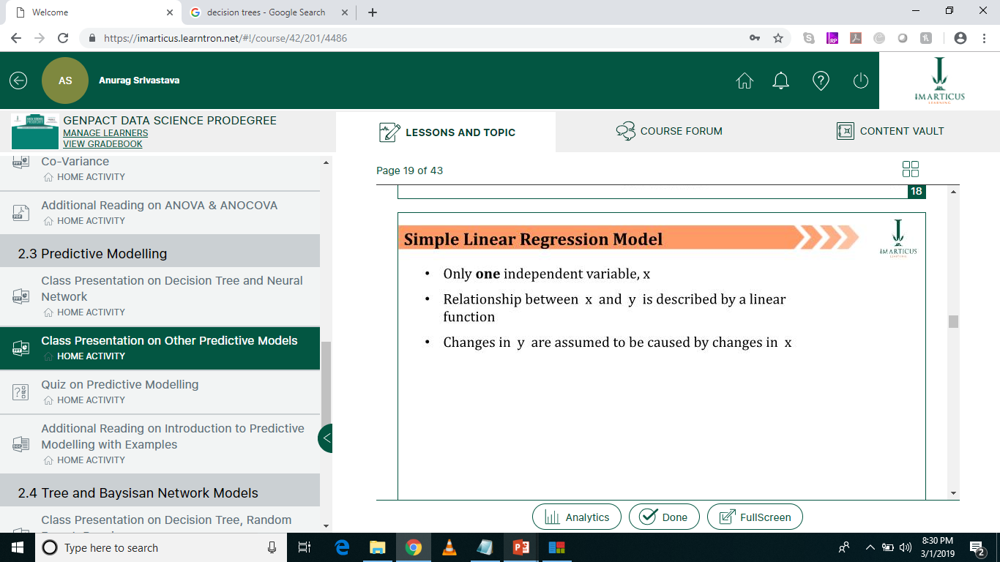 Welcome
decision trees - Google Search
https://imarticus.learntron.net/#!/course/42/201/4486
RP
AS
Anurag Srivastava
IMARTICUS
LEARNING
GENPACT DATA SCIENCE PRODEGREE
MANAGE LEARNERS
VIEW GRADEBOOK
LESSONS AND TOPIC
COURSE FORUM
CONTENT VAULT
Co-Variance
HOME ACTIVITY
Additional Reading on ANOVA & ANOCOVA
HOME ACTIVITY
2.3 Predictive Modelling
Class Presentation on Decision Tree and Neural
Network
HOME ACTIVITY
Class Presentation on Other Predictive Models
HOME ACTIVITY
Quiz on Predictive Modelling
HOME ACTIVITY
Additional Reading on Introduction to Predictive
Modelling with Examples
HOME ACTIVITY
2.4 Tree and Baysisan Network Models
Class Presentation on Decision Tree, Random
Page 19 of 43
18
Simple Linear Regression Model
IMARTICUS
• Only one independent variable, x
• Relationship between x and y is described by a linear
function
• Changes in y are assumed to be caused by changes in x
Analytics
Done
FullScreen
Type here to search
8:30 PM
3/1/2019
2